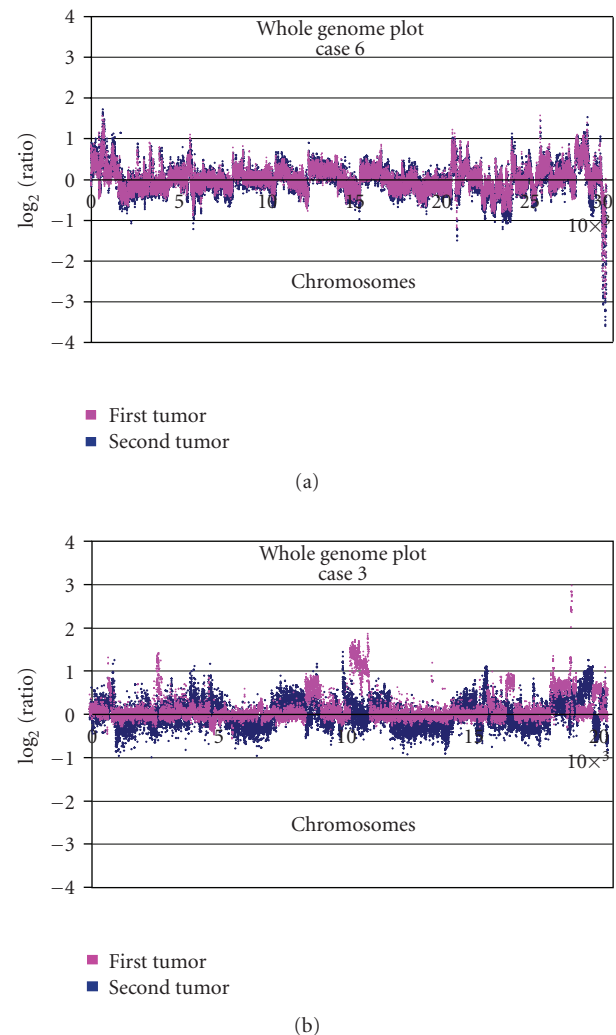 4
Whole genome plot
case 6
3
2
1
0
−1
−2
−3
−4
log₂ (ratio)
0 5 10 15 20 25 30
10×³
Chromosomes
First tumor
Second tumor
(a)
4
Whole genome plot
case 3
3
2
1
0
−1
−2
−3
−4
log₂ (ratio)
0 5 10 15 20
10×³
Chromosomes
First tumor
Second tumor
(b)